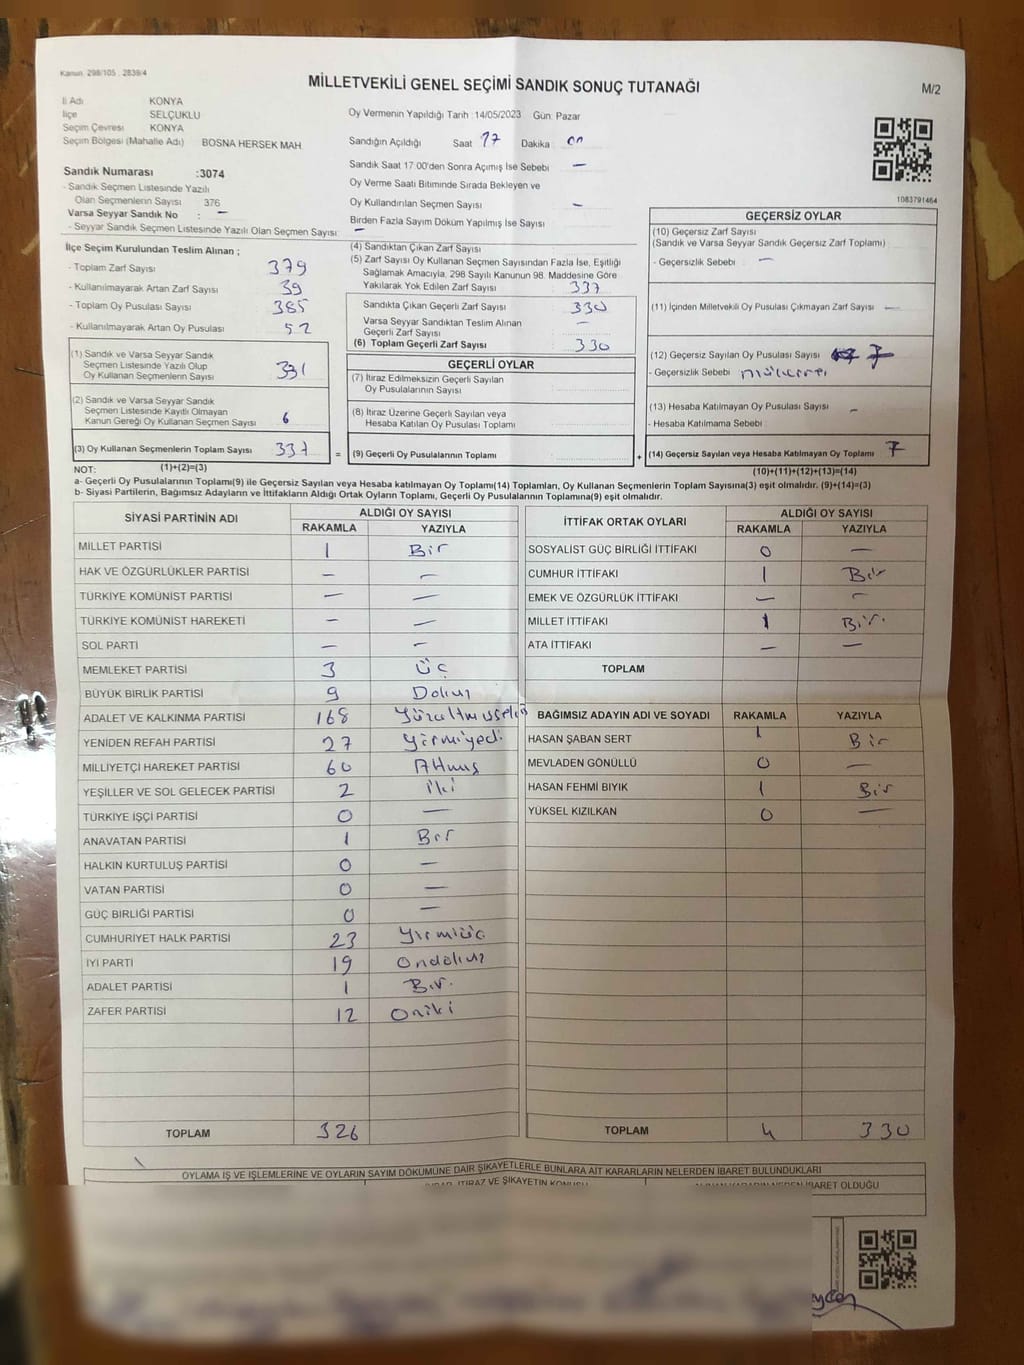 Kanun. 298/105 . 2839/4
MİLLETVEKİLİ GENEL SEÇİMİ SANDIK SONUÇ TUTANAĞI
M/2
İl Adı KONYA
İlçe SELÇUKLU
Seçim Çevresi KONYA
Seçim Bölgesi (Mahalle Adı) BOSNA HERSEK MAH
Oy Vermenin Yapıldığı Tarih :14/05/2023 Gün: Pazar
Sandığın Açıldığı Saat 17 Dakika 00
Sandık Saat 17:00'den Sonra Açımış İse Sebebi –
Oy Verme Saati Bitiminde Sırada Bekleyen ve
Oy Kullandırılan Seçmen Sayısı –
Birden Fazla Sayım Döküm Yapılmış İse Sayısı
1083791464
Sandık Numarası :3074
- Sandık Seçmen Listesinde Yazılı
Olan Seçmenlerin Sayısı 376
Varsa Seyyar Sandık No : –
- Seyyar Sandık Seçmen Listesinde Yazılı Olan Seçmen Sayısı: –
İlçe Seçim Kurulundan Teslim Alınan ;
- Toplam Zarf Sayısı 379
- Kullanılmayarak Artan Zarf Sayısı 39
- Toplam Oy Pusulası Sayısı 385
- Kullanılmayarak Artan Oy Pusulası 52
(1) Sandık ve Varsa Seyyar Sandık
Seçmen Listesinde Yazılı Olup
Oy Kullanan Seçmenlerin Sayısı 331
(2) Sandık ve Varsa Seyyar Sandık
Seçmen Listesinde Kayıtlı Olmayan
Kanun Gereği Oy Kullanan Seçmen Sayısı 6
(3) Oy Kullanan Seçmenlerin Toplam Sayısı 337 =
(4) Sandıktan Çıkan Zarf Sayısı
(5) Zarf Sayısı Oy Kullanan Seçmen Sayısından Fazla İse, Eşitliği
Sağlamak Amacıyla, 298 Sayılı Kanunun 98. Maddesine Göre
Yakılarak Yok Edilen Zarf Sayısı : 337
Sandıkta Çıkan Geçerli Zarf Sayısı 330
Varsa Seyyar Sandıktan Teslim Alınan
Geçerli Zarf Sayısı –
(6) Toplam Geçerli Zarf Sayısı 330
GEÇERLİ OYLAR
(7) İtiraz Edilmeksizin Geçerli Sayılan
Oy Pusulalarının Sayısı
(8) İtiraz Üzerine Geçerli Sayılan veya
Hesaba Katılan Oy Pusulası Toplamı
(9) Geçerli Oy Pusulalarının Toplamı +
GEÇERSİZ OYLAR
(10) Geçersiz Zarf Sayısı
(Sandık ve Varsa Seyyar Sandık Geçersiz Zarf Toplamı)
- Geçersizlik Sebebi –
(11) İçinden Milletvekili Oy Pusulası Çıkmayan Zarf Sayısı –
(12) Geçersiz Sayılan Oy Pusulası Sayısı 7
- Geçersizlik Sebebi
(13) Hesaba Katılmayan Oy Pusulası Sayısı –
- Hesaba Katılmama Sebebi
(14) Geçersiz Sayılan veya Hesaba Katılmayan Oy Toplamı 7
NOT: (1)+(2)=(3)
(10)+(11)+(12)+(13)=(14)
a- Geçerli Oy Pusulalarının Toplamı(9) ile Geçersiz Sayılan veya Hesaba katılmayan Oy Toplamı(14) Toplamları, Oy Kullanan Seçmenlerin Toplam Sayısına(3) eşit olmalıdır. (9)+(14)=(3)
b- Siyasi Partilerin, Bağımsız Adayların ve İttifakların Aldığı Ortak Oyların Toplamı, Geçerli Oy Pusulalarının Toplamına(9) eşit olmalıdır.
SİYASİ PARTİNİN ADI ALDIĞI OY SAYISI
RAKAMLA YAZIYLA
MİLLET PARTİSİ 1 Bir
HAK VE ÖZGÜRLÜKLER PARTİSİ – –
TÜRKİYE KOMÜNİST PARTİSİ – –
TÜRKİYE KOMÜNİST HAREKETİ – –
SOL PARTİ – –
MEMLEKET PARTİSİ 3 Üç
BÜYÜK BİRLİK PARTİSİ 9 Dokuz
ADALET VE KALKINMA PARTİSİ 168 Yüzaltmışsekiz
YENİDEN REFAH PARTİSİ 27 Yirmiyedi
MİLLİYETÇİ HAREKET PARTİSİ 60 Altmış
YEŞİLLER VE SOL GELECEK PARTİSİ 2 İki
TÜRKİYE İŞÇİ PARTİSİ 0 –
ANAVATAN PARTİSİ 1 Bir
HALKIN KURTULUŞ PARTİSİ 0 –
VATAN PARTİSİ 0 –
GÜÇ BİRLİĞİ PARTİSİ 0 –
CUMHURİYET HALK PARTİSİ 23 Yirmiüç
İYİ PARTİ 19 Ondokuz
ADALET PARTİSİ 1 Bir.
ZAFER PARTİSİ 12 Oniki
TOPLAM 326
İTTİFAK ORTAK OYLARI ALDIĞI OY SAYISI
RAKAMLA YAZIYLA
SOSYALİST GÜÇ BİRLİĞİ İTTİFAKI 0 –
CUMHUR İTTİFAKI 1 Bir
EMEK VE ÖZGÜRLÜK İTTİFAKI – –
MİLLET İTTİFAKI 1 Bir.
ATA İTTİFAKI – –
TOPLAM
BAĞIMSIZ ADAYIN ADI VE SOYADI RAKAMLA YAZIYLA
HASAN ŞABAN SERT 1 Bir
MEVLADEN GÖNÜLLÜ 0 –
HASAN FEHMİ BIYIK 1 Bir
YÜKSEL KIZILKAN 0 –
TOPLAM 4 330
OYLAMA İŞ VE İŞLEMLERİNE VE OYLARIN SAYIM DÖKÜMÜNE DAİR ŞİKAYETLERLE BUNLARA AİT KARARLARIN NELERDEN İBARET BULUNDUKLARI
İTİRAZ VE ŞİKAYETİN KONUSU
İBARET OLDUĞU